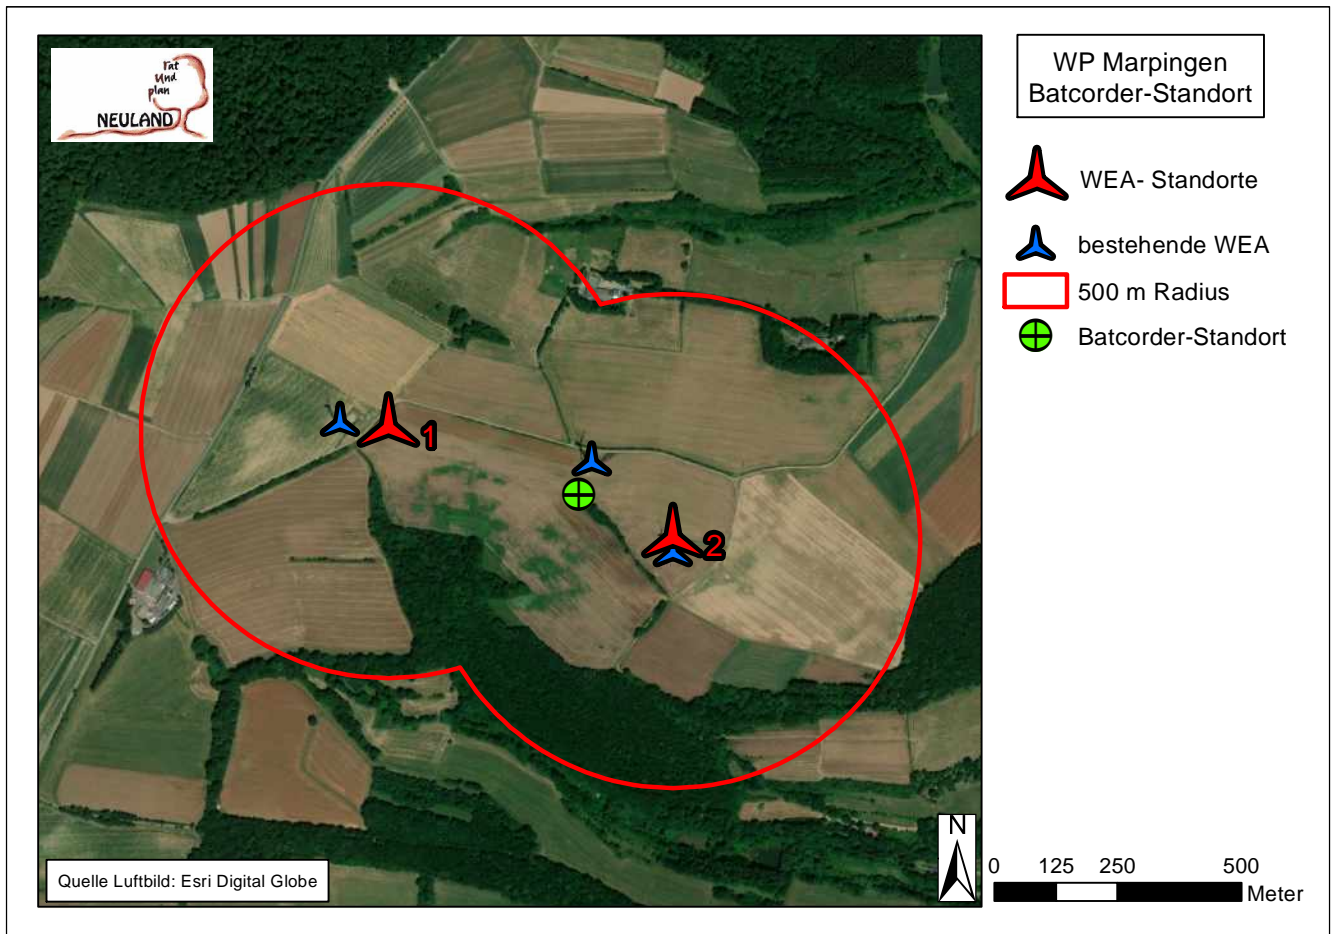 rat
und
plan
NEULAND
WP Marpingen
Batcorder-Standort
WEA- Standorte
bestehende WEA
500 m Radius
Batcorder-Standort
1
2
N
0 125 250 500
Meter
Quelle Luftbild: Esri Digital Globe